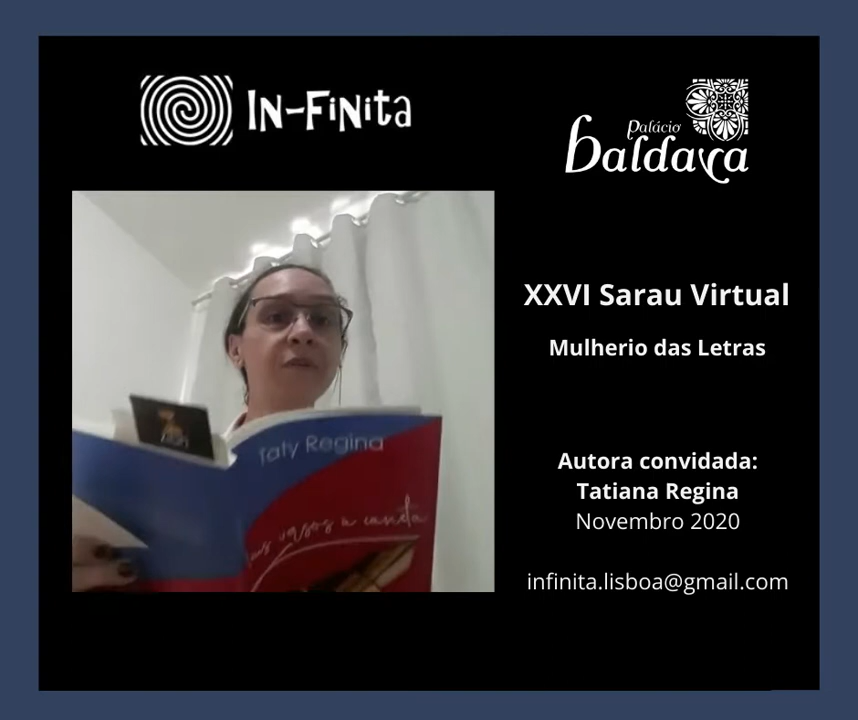 In-Finita
Palácio
baldaya
XXVI Sarau Virtual
Mulherio das Letras
Taty Regina
Autora convidada:
Tatiana Regina
Novembro 2020
infinita.lisboa@gmail.com